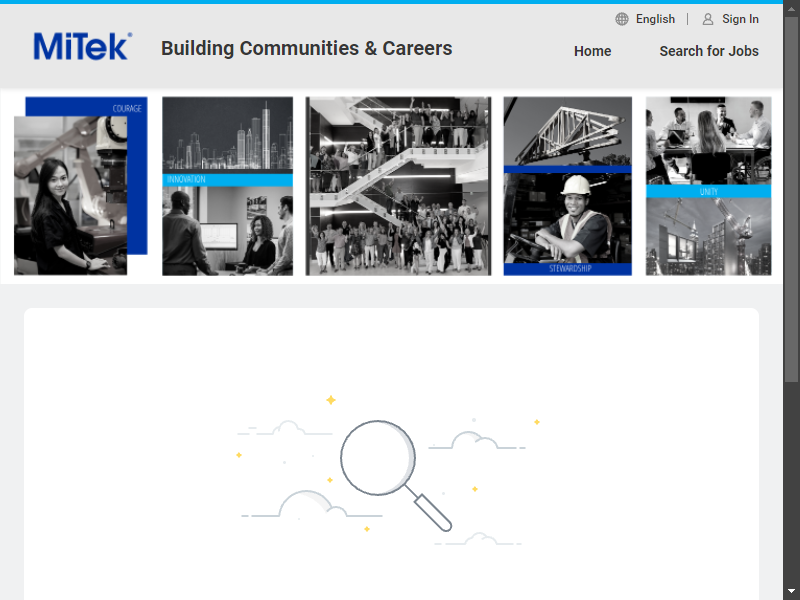 English | Sign In
MiTek®
Building Communities & Careers
Home
Search for Jobs
COURAGE
INNOVATION
STEWARDSHIP
UNITY